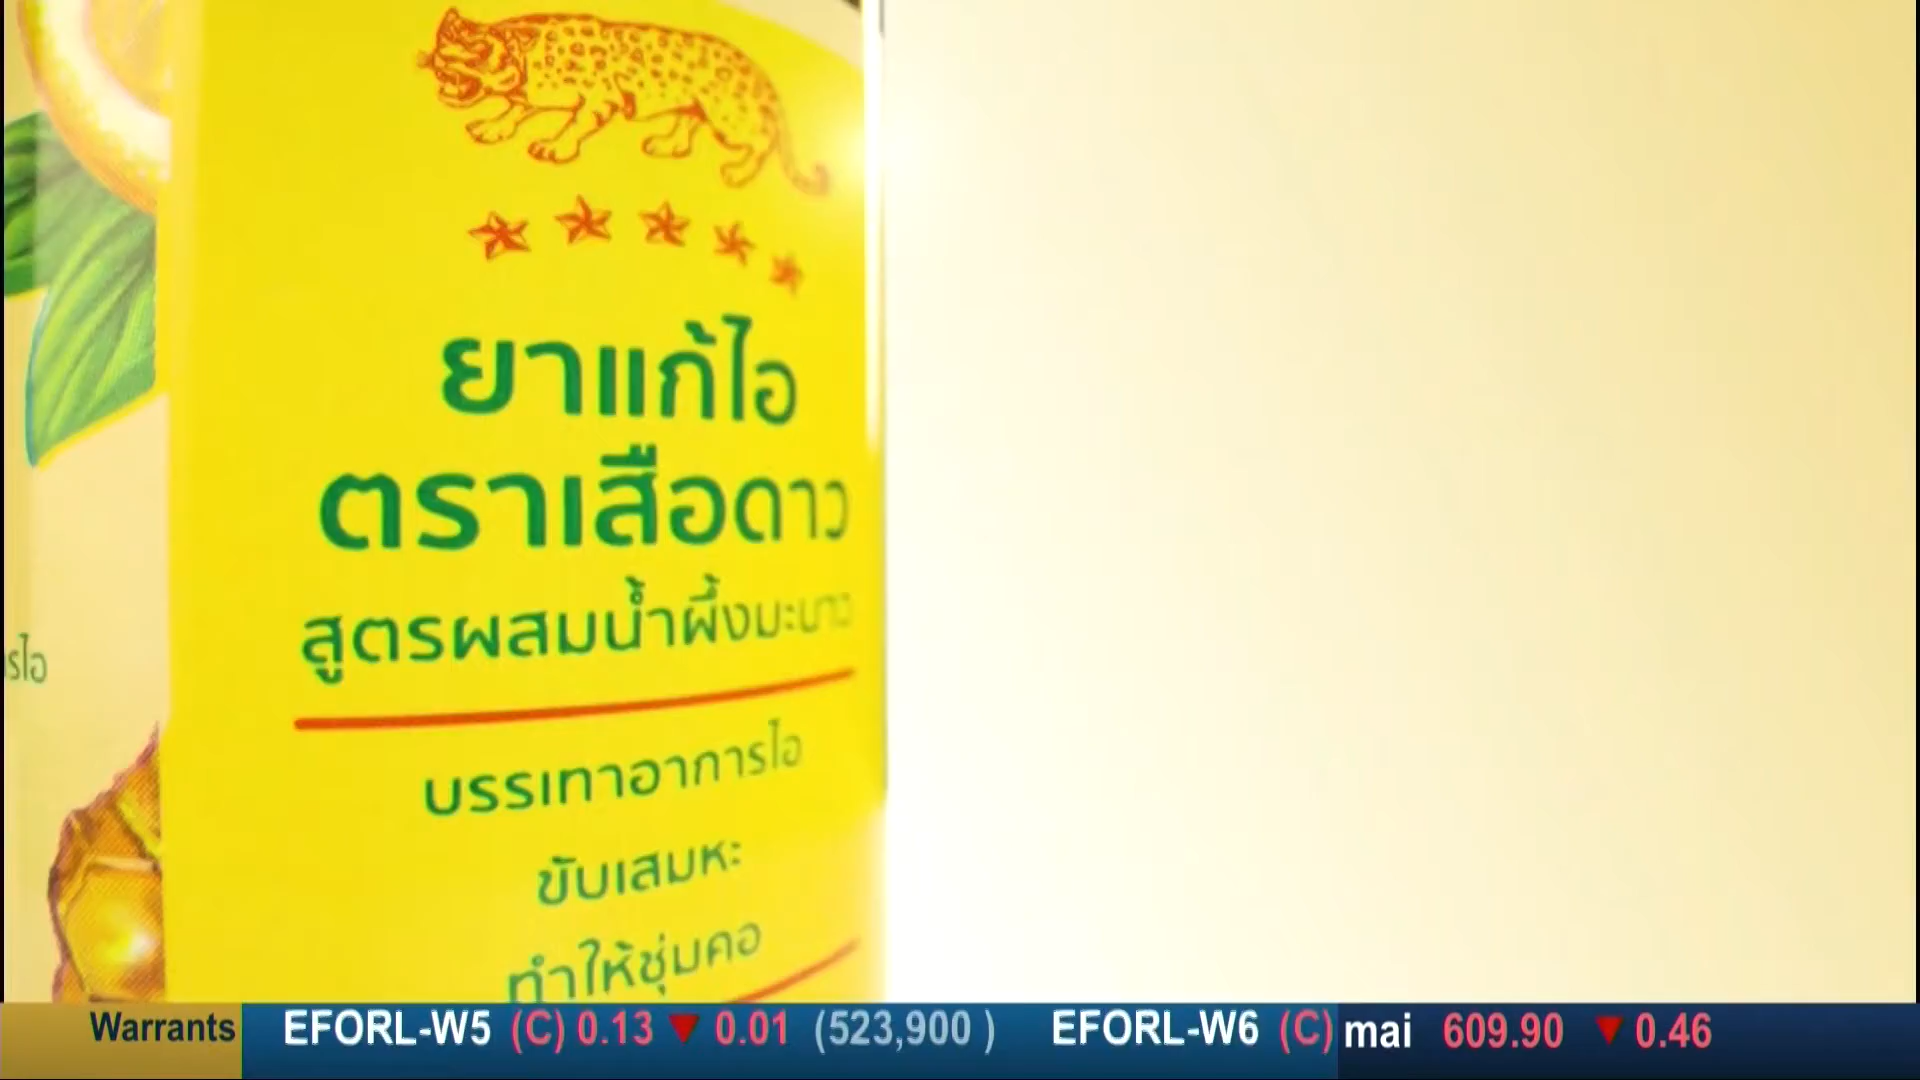 ยาแก้ไอ
ตราเสือดาว
สูตรผสมน้ำผึ้งมะนาว
บรรเทาอาการไอ
ขับเสมหะ
ทำให้ชุ่มคอ
รไอ
Warrants EFORL-W5 (C) 0.13 ▼ 0.01 (523,900 ) EFORL-W6 (C) mai 609.90 ▼ 0.46